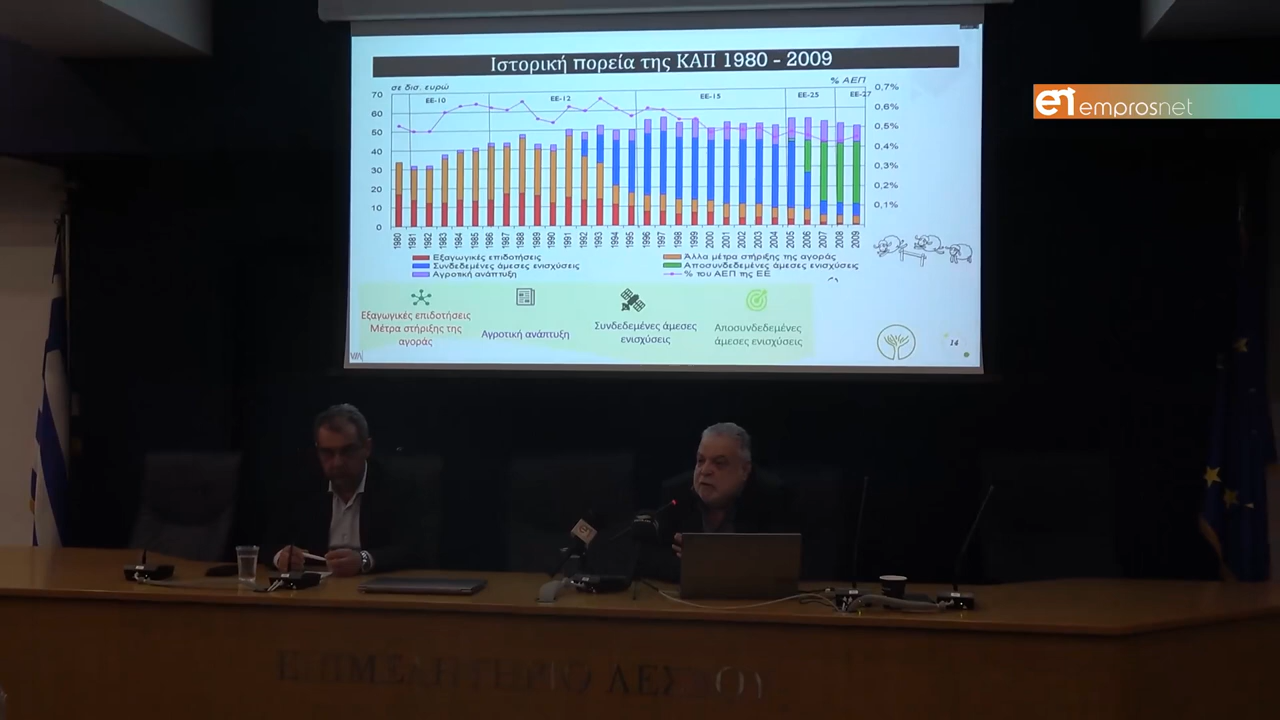 Ιστορική πορεία της ΚΑΠ 1980 - 2009
σε δισ. ευρώ
% ΑΕΠ
ΕΕ-10
ΕΕ-12
ΕΕ-15
ΕΕ-25
ΕΕ-27
70
60
50
40
30
20
10
0
0,7%
0,6%
0,5%
0,4%
0,3%
0,2%
0,1%
1980 1981 1982 1983 1984 1985 1986 1987 1988 1989 1990 1991 1992 1993 1994 1995 1996 1997 1998 1999 2000 2001 2002 2003 2004 2005 2006 2007 2008 2009
Εξαγωγικές επιδοτήσεις
Άλλα μέτρα στήριξης της αγοράς
Συνδεδεμένες άμεσες ενισχύσεις
Αποσυνδεδεμένες άμεσες ενισχύσεις
Αγροτική ανάπτυξη
% του ΑΕΠ της ΕΕ
Εξαγωγικές επιδοτήσεις
Μέτρα στήριξης της
αγοράς
Αγροτική ανάπτυξη
Συνδεδεμένες άμεσες
ενισχύσεις
Αποσυνδεδεμένες
άμεσες ενισχύσεις
14
emprosnet
ΕΠΙΜΕΛΗΤΗΡΙΟ ΛΕΣΒΟΥ